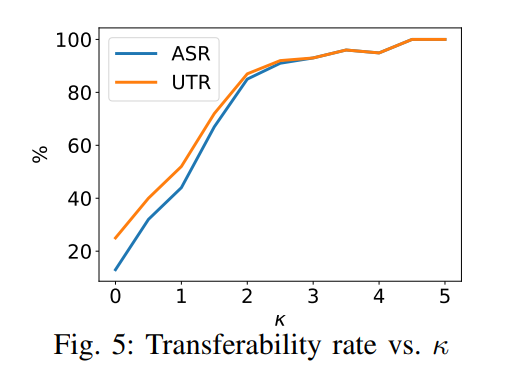 100
80
60
40
20
%
ASR
UTR
0 1 2 3 4 5
κ
Fig. 5: Transferability rate vs. κ